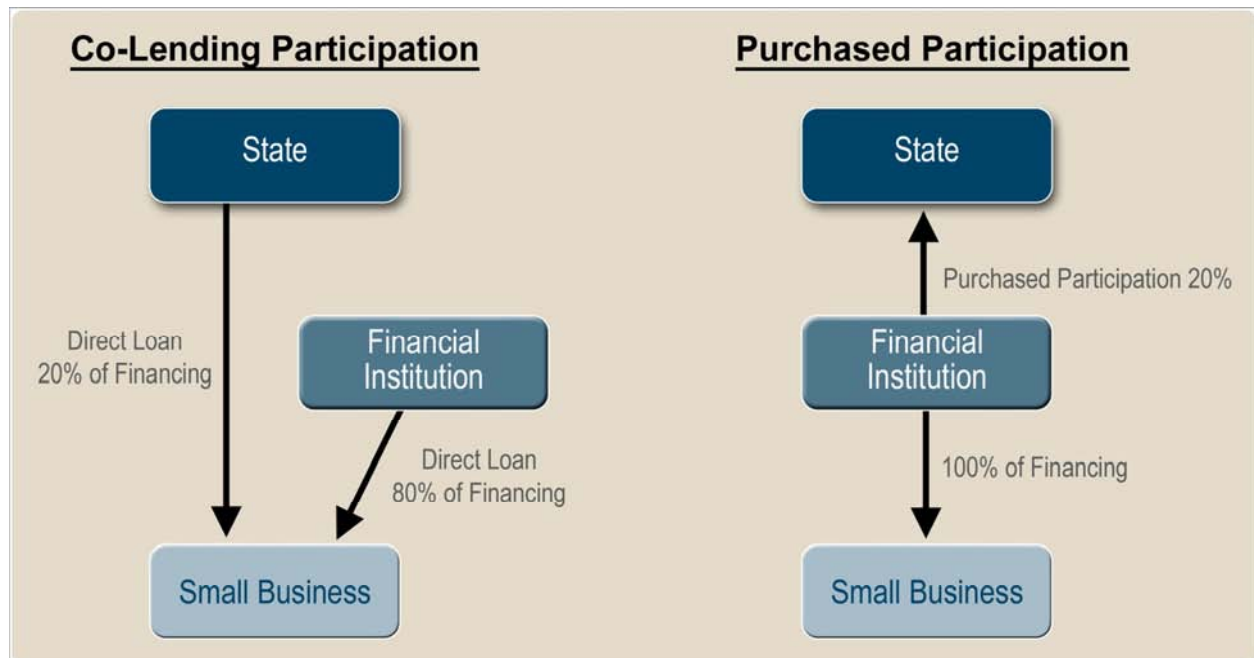 Co-Lending Participation
State
Direct Loan
20% of Financing
Financial
Institution
Direct Loan
80% of Financing
Small Business
Purchased Participation
State
Purchased Participation 20%
Financial
Institution
100% of Financing
Small Business